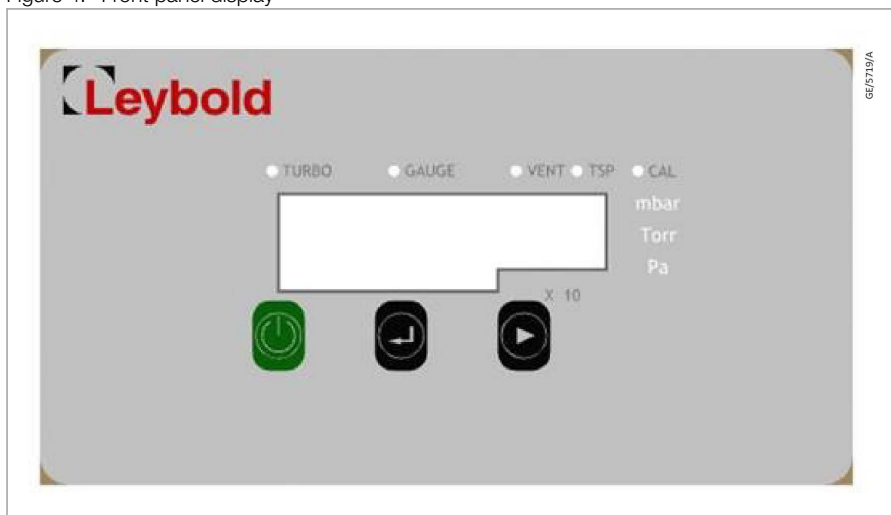 Figure 4. Front panel display
GE/5719/A
Leybold
TURBO GAUGE VENT TSP CAL
mbar
Torr
Pa
X 10